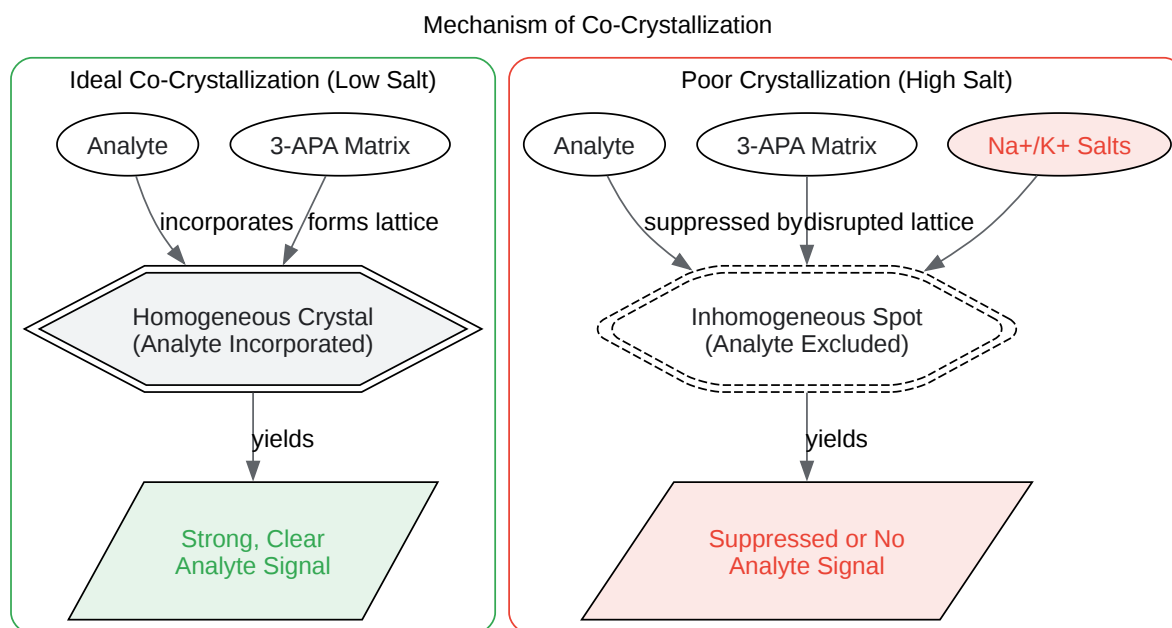 Mechanism of Co-Crystallization
Ideal Co-Crystallization (Low Salt)
Analyte
3-APA Matrix
incorporates
forms lattice
Homogeneous Crystal
(Analyte Incorporated)
yields
Strong, Clear
Analyte Signal
Poor Crystallization (High Salt)
Analyte
3-APA Matrix
Na+/K+ Salts
suppressed by
disrupted lattice
Inhomogeneous Spot
(Analyte Excluded)
yields
Suppressed or No
Analyte Signal